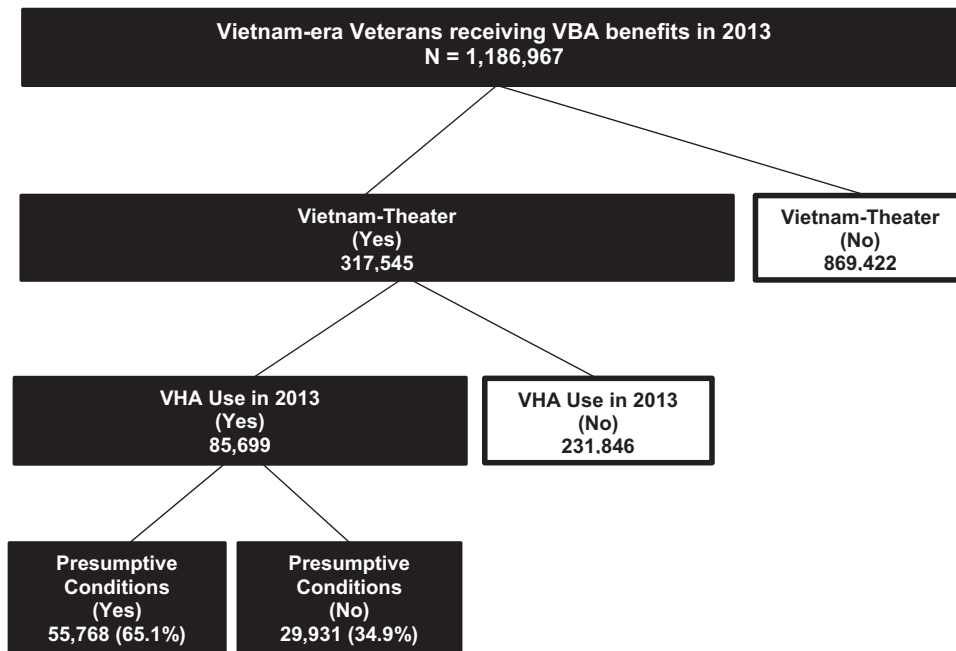 Vietnam-era Veterans receiving VBA benefits in 2013
N = 1,186,967
Vietnam-Theater
(Yes)
317,545
Vietnam-Theater
(No)
869,422
VHA Use in 2013
(Yes)
85,699
VHA Use in 2013
(No)
231,846
Presumptive
Conditions
(Yes)
55,768 (65.1%)
Presumptive
Conditions
(No)
29,931 (34.9%)